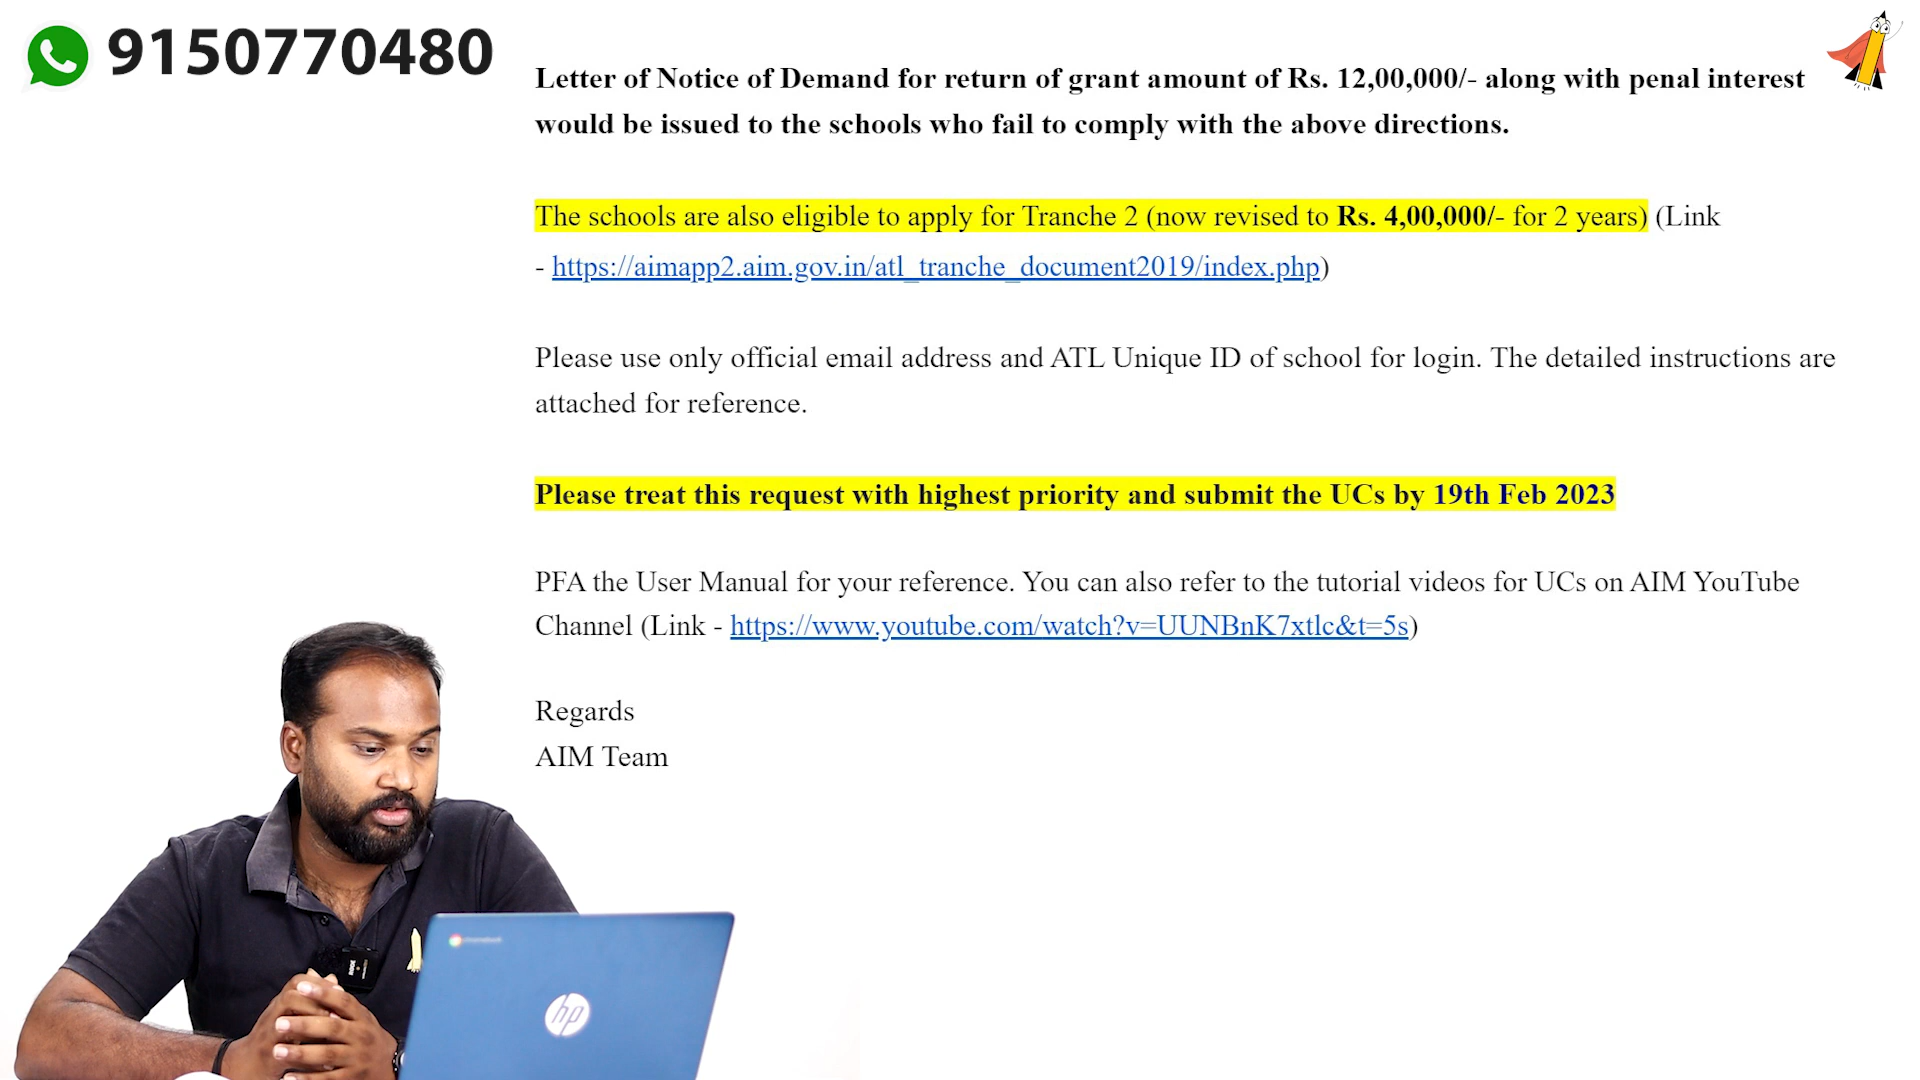 9150770480
Letter of Notice of Demand for return of grant amount of Rs. 12,00,000/- along with penal interest
would be issued to the schools who fail to comply with the above directions.
The schools are also eligible to apply for Tranche 2 (now revised to Rs. 4,00,000/- for 2 years) (Link
- https://aimapp2.aim.gov.in/atl_tranche_document2019/index.php)
Please use only official email address and ATL Unique ID of school for login. The detailed instructions are
attached for reference.
Please treat this request with highest priority and submit the UCs by 19th Feb 2023
PFA the User Manual for your reference. You can also refer to the tutorial videos for UCs on AIM YouTube
Channel (Link - https://www.youtube.com/watch?v=UUNBnK7xtlc&t=5s)
Regards
AIM Team
chromebook
RODE
hp